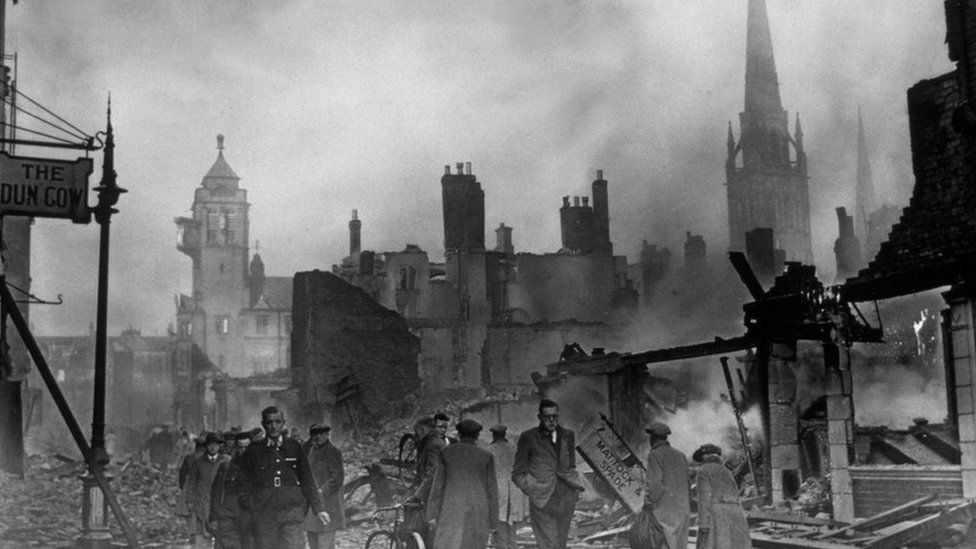 THE
DUN COW
MATTOCK &
SPADE